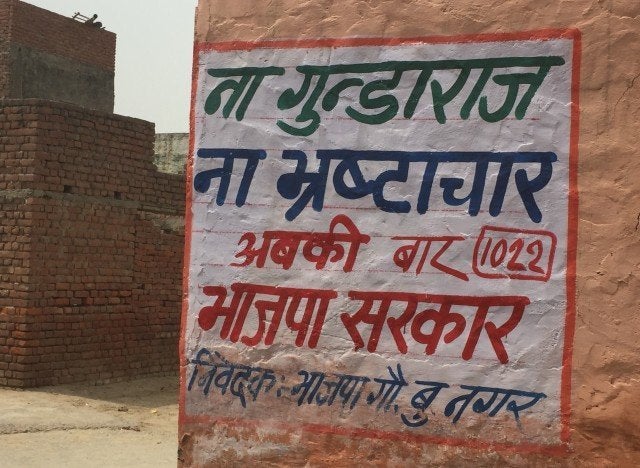 ना गुन्डाराज
ना भ्रष्टाचार
अबकी बार 1022
भाजपा सरकार
निवेदक: भाजपा गौ. बु नगर